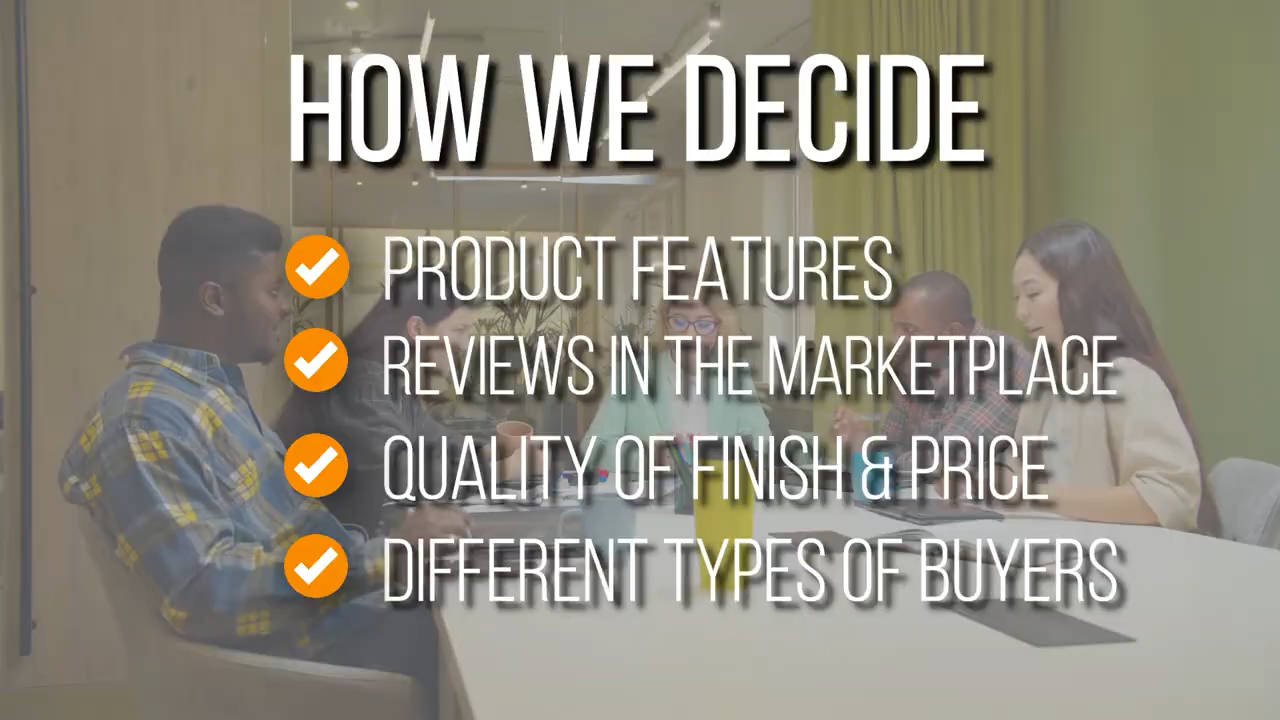 HOW WE DECIDE
PRODUCT FEATURES
REVIEWS IN THE MARKETPLACE
QUALITY OF FINISH & PRICE
DIFFERENT TYPES OF BUYERS